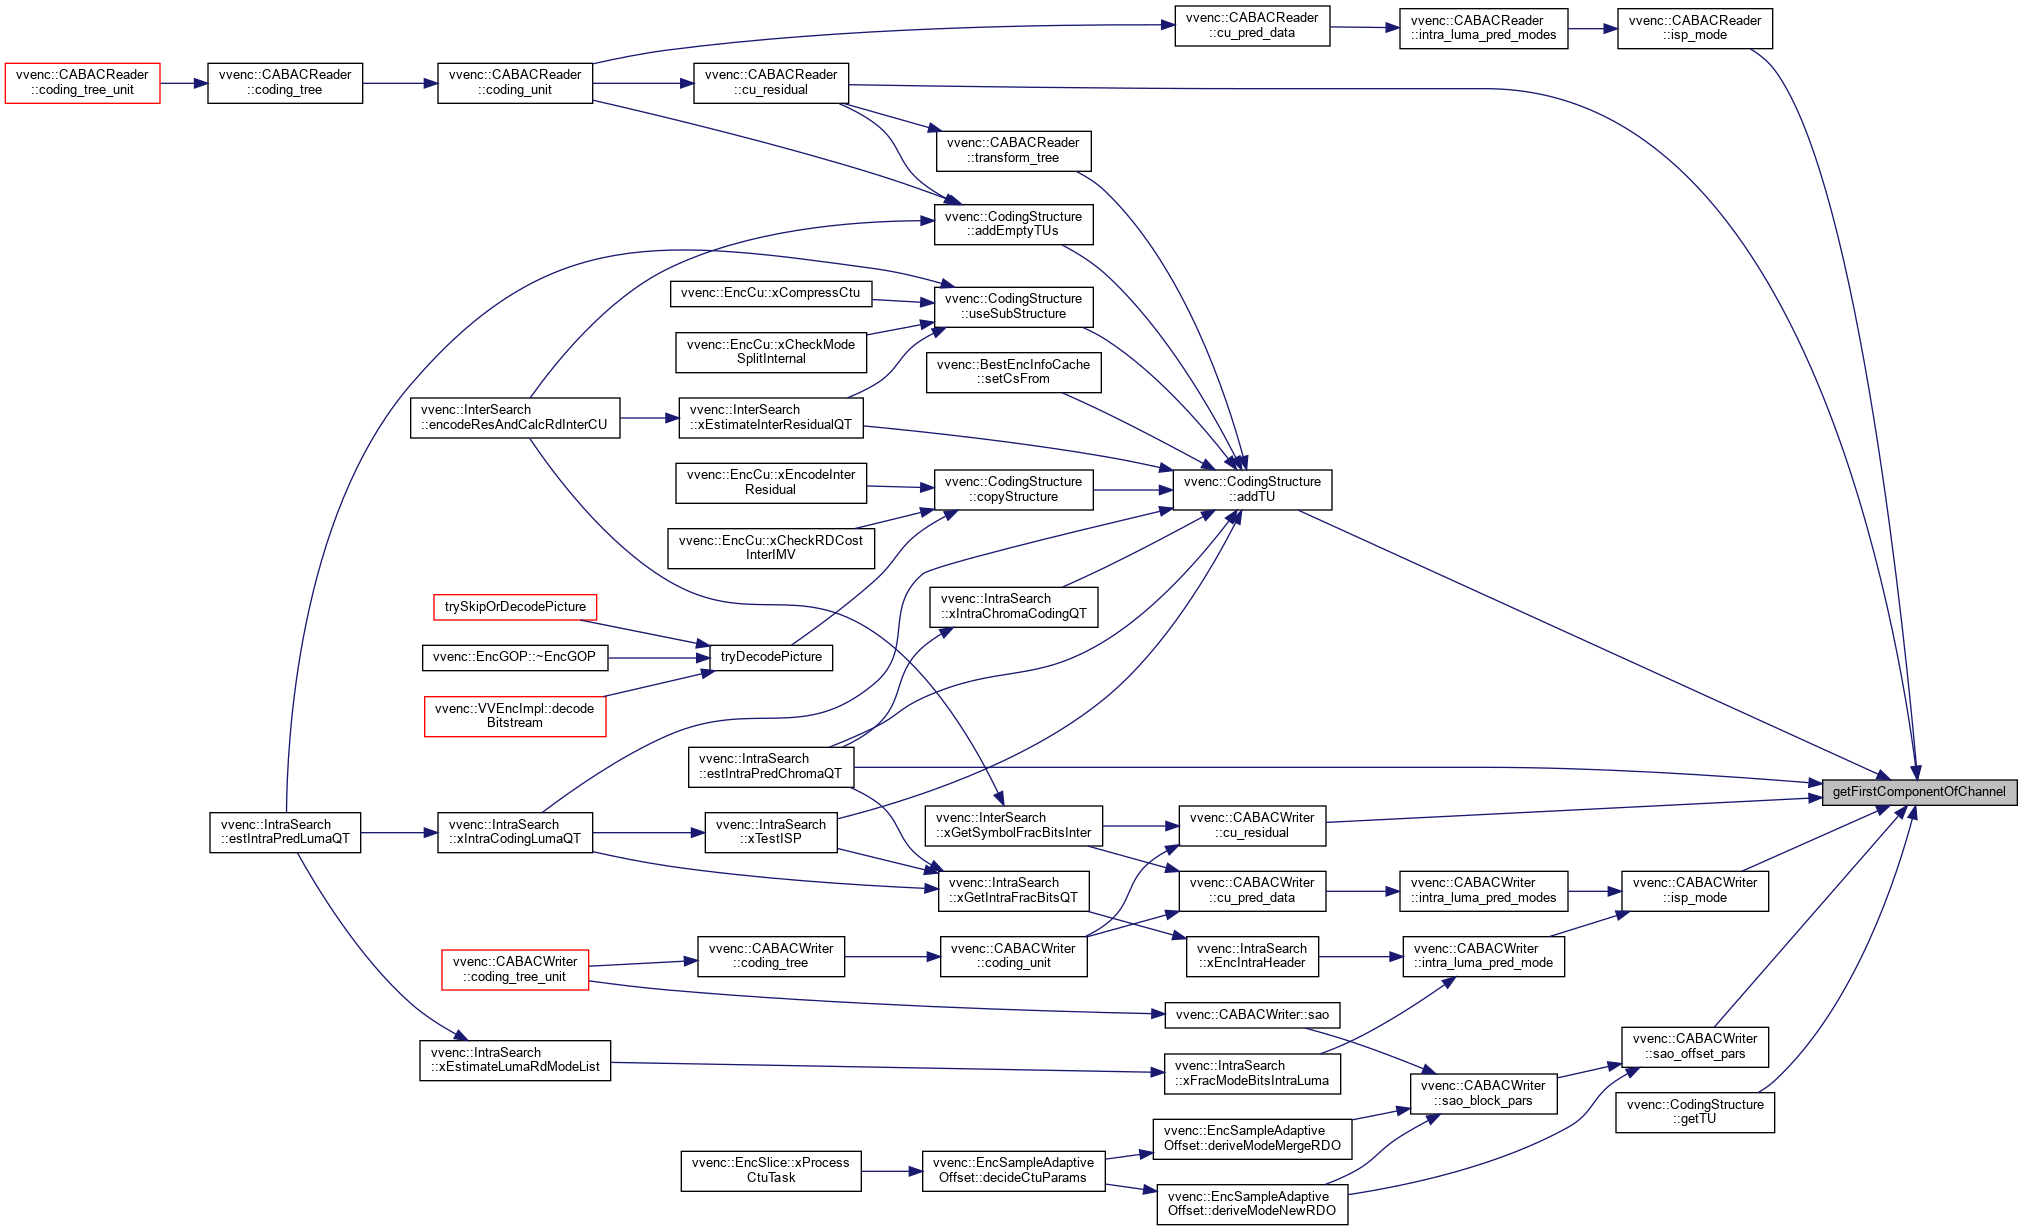 vvenc::CABACReader
::cu_pred_data
vvenc::CABACReader
::intra_luma_pred_modes
vvenc::CABACReader
::isp_mode
vvenc::CABACReader
::coding_tree_unit
vvenc::CABACReader
::coding_tree
vvenc::CABACReader
::coding_unit
vvenc::CABACReader
::cu_residual
vvenc::CABACReader
::transform_tree
vvenc::CodingStructure
::addEmptyTUs
vvenc::EncCu::xCompressCtu
vvenc::CodingStructure
::useSubStructure
vvenc::EncCu::xCheckMode
SplitInternal
vvenc::BestEncInfoCache
::setCsFrom
vvenc::InterSearch
::encodeResAndCalcRdInterCU
vvenc::InterSearch
::xEstimateInterResidualQT
vvenc::EncCu::xEncodeInter
Residual
vvenc::CodingStructure
::copyStructure
vvenc::CodingStructure
::addTU
vvenc::EncCu::xCheckRDCost
InterIMV
vvenc::IntraSearch
::xIntraChromaCodingQT
trySkipOrDecodePicture
vvenc::EncGOP::~EncGOP
tryDecodePicture
vvenc::VVEncImpl::decode
Bitstream
vvenc::IntraSearch
::estIntraPredChromaQT
getFirstComponentOfChannel
vvenc::IntraSearch
::estIntraPredLumaQT
vvenc::IntraSearch
::xIntraCodingLumaQT
vvenc::IntraSearch
::xTestISP
vvenc::InterSearch
::xGetSymbolFracBitsInter
vvenc::CABACWriter
::cu_residual
vvenc::IntraSearch
::xGetIntraFracBitsQT
vvenc::CABACWriter
::cu_pred_data
vvenc::CABACWriter
::intra_luma_pred_modes
vvenc::CABACWriter
::isp_mode
vvenc::CABACWriter
::coding_tree_unit
vvenc::CABACWriter
::coding_tree
vvenc::CABACWriter
::coding_unit
vvenc::IntraSearch
::xEncIntraHeader
vvenc::CABACWriter
::intra_luma_pred_mode
vvenc::CABACWriter::sao
vvenc::IntraSearch
::xEstimateLumaRdModeList
vvenc::IntraSearch
::xFracModeBitsIntraLuma
vvenc::CABACWriter
::sao_offset_pars
vvenc::CABACWriter
::sao_block_pars
vvenc::CodingStructure
::getTU
vvenc::EncSampleAdaptive
Offset::deriveModeMergeRDO
vvenc::EncSlice::xProcess
CtuTask
vvenc::EncSampleAdaptive
Offset::decideCtuParams
vvenc::EncSampleAdaptive
Offset::deriveModeNewRDO